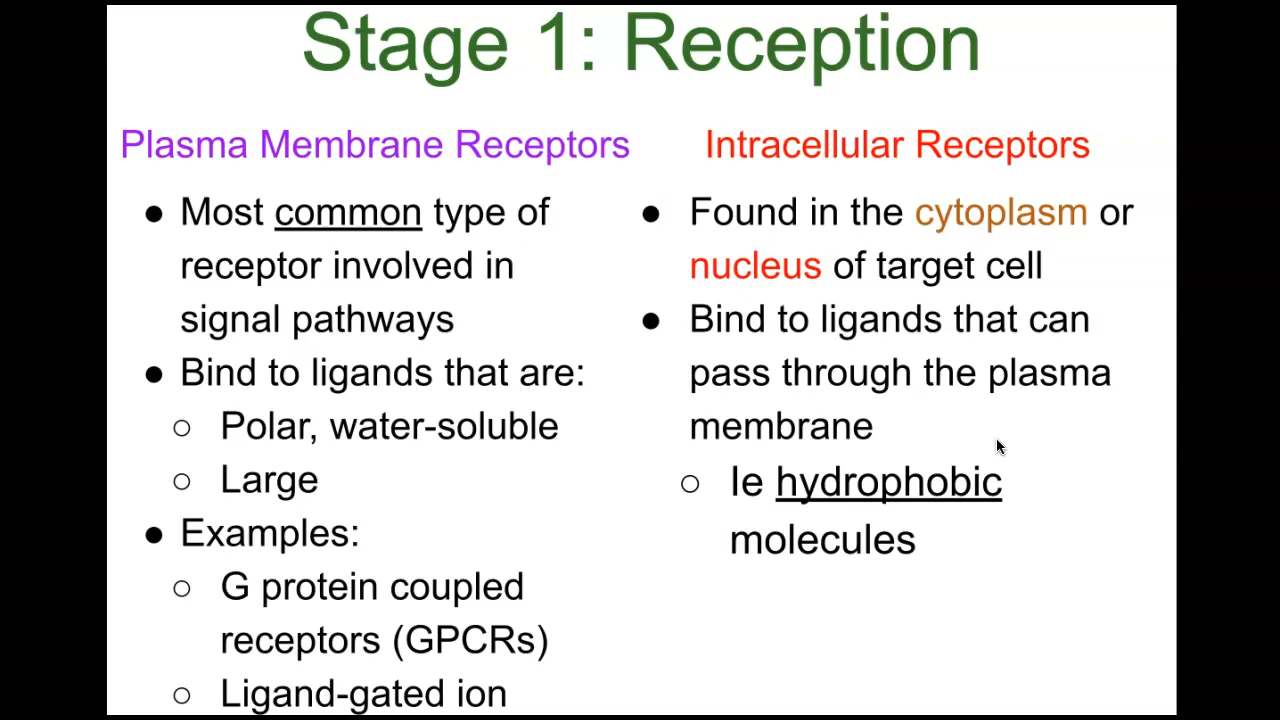 Stage 1: Reception
Plasma Membrane Receptors
● Most common type of
receptor involved in
signal pathways
● Bind to ligands that are:
○ Polar, water-soluble
○ Large
● Examples:
○ G protein coupled
receptors (GPCRs)
○ Ligand-gated ion
Intracellular Receptors
● Found in the cytoplasm or
nucleus of target cell
● Bind to ligands that can
pass through the plasma
membrane
○ Ie hydrophobic
molecules